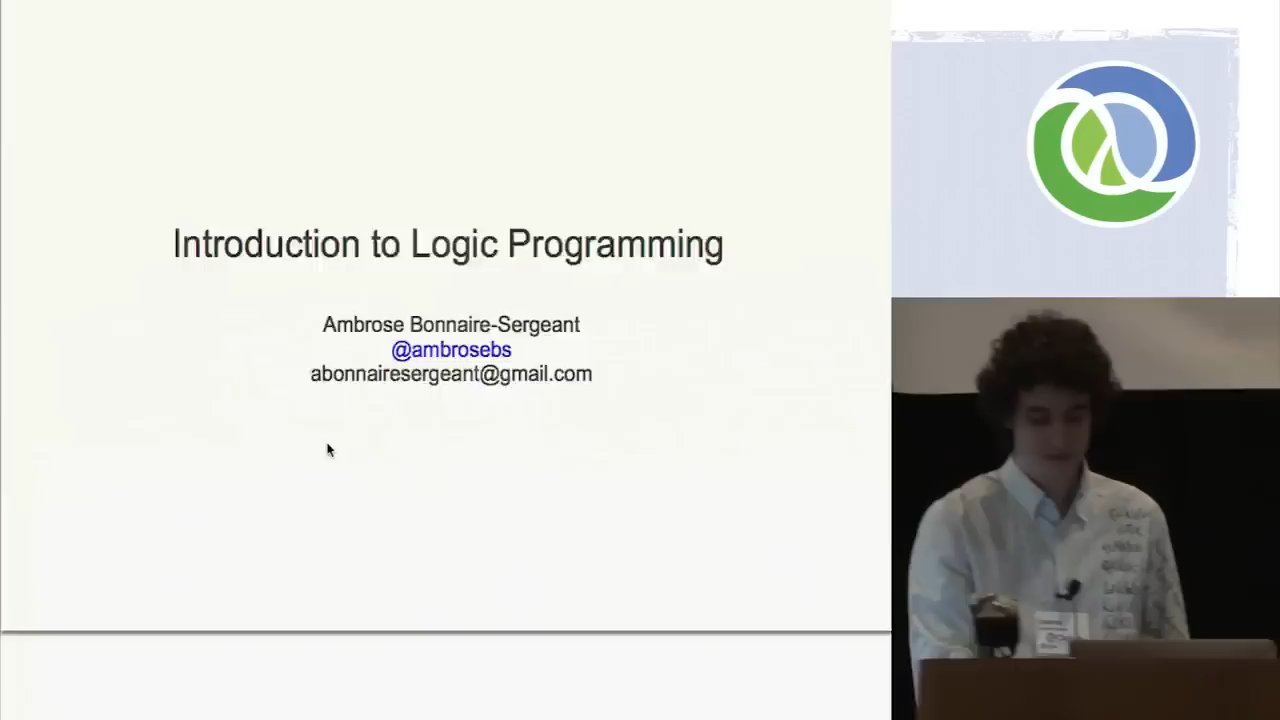 Introduction to Logic Programming
Ambrose Bonnaire-Sergeant
@ambrosebs
abonnairesergeant@gmail.com